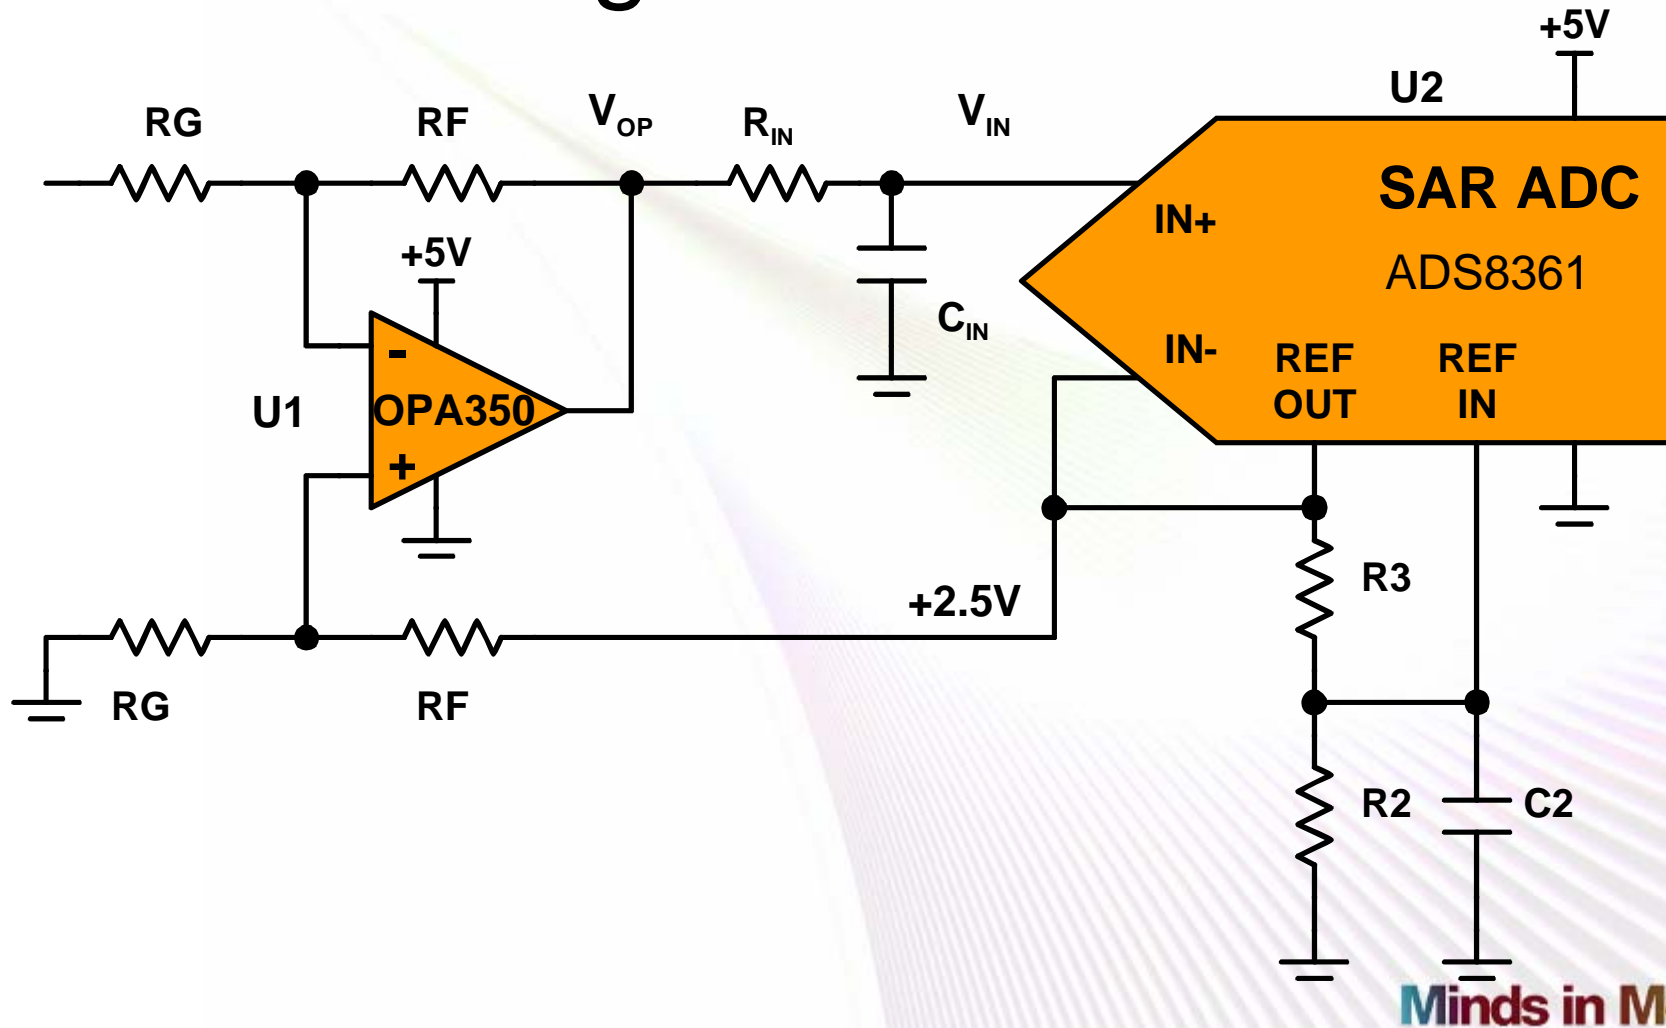 +5V
U2
RG
RF
VOP
RIN
VIN
SAR ADC
IN+
+5V
ADS8361
CIN
-
IN-
REF OUT
REF IN
U1
OPA350
+
R3
+2.5V
RG
RF
R2
C2
Minds in M